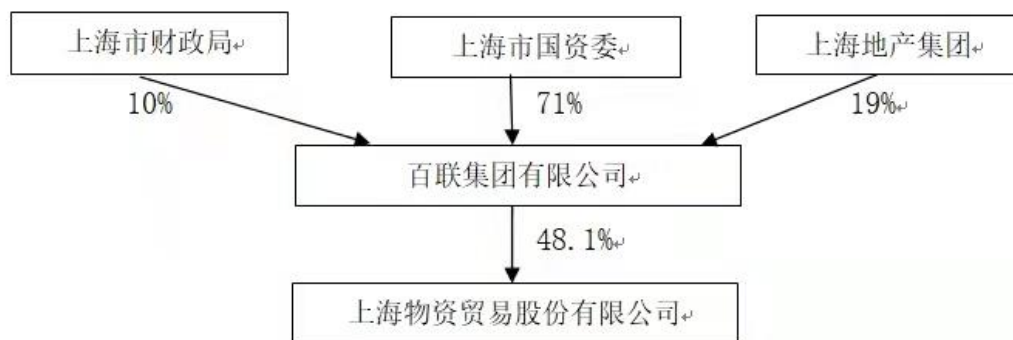 上海市财政局
上海市国资委
上海地产集团
10%
71%
19%
百联集团有限公司
48.1%
上海物资贸易股份有限公司